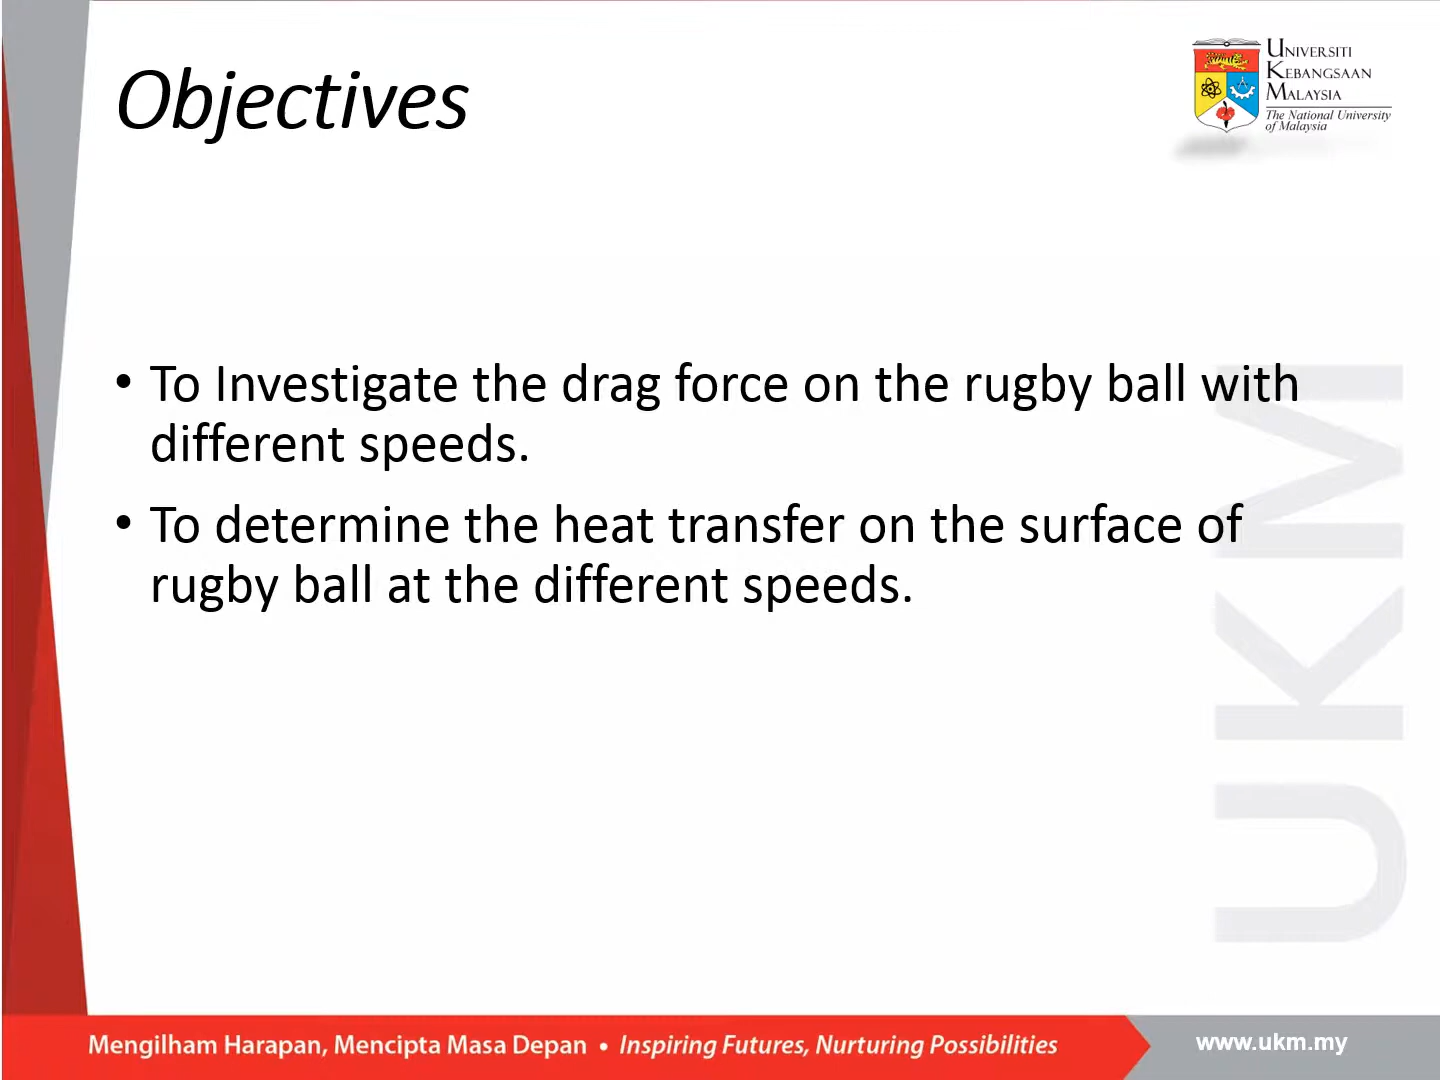 Objectives
UNIVERSITI
KEBANGSAAN
MALAYSIA
The National University
of Malaysia
• To Investigate the drag force on the rugby ball with
different speeds.
• To determine the heat transfer on the surface of
rugby ball at the different speeds.
UKM
Mengilham Harapan, Mencipta Masa Depan • Inspiring Futures, Nurturing Possibilities
www.ukm.my